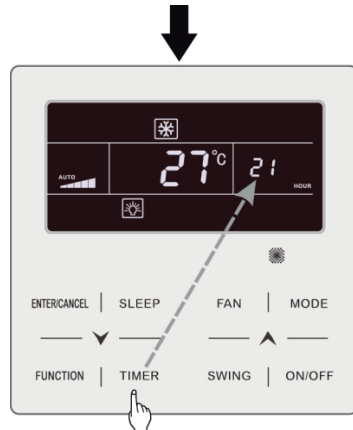 27°C
21
AUTO
HOUR
ENTER/CANCEL SLEEP FAN MODE
FUNCTION TIMER SWING ON/OFF